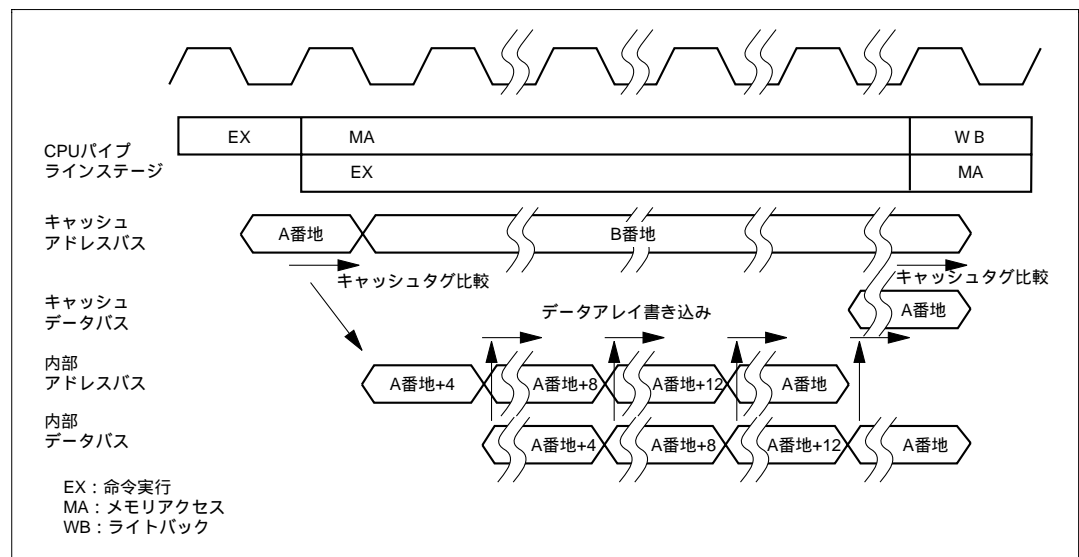 CPUパイプ
ラインステージ
EX
MA
W B
EX
MA
キャッシュ
アドレスバス
A番地
B番地
キャッシュタグ比較
キャッシュタグ比較
キャッシュ
データバス
データアレイ書き込み
A番地
内部
アドレスバス
A番地+4
A番地+8
A番地+12
A番地
内部
データバス
A番地+4
A番地+8
A番地+12
A番地
EX：命令実行
MA：メモリアクセス
WB：ライトバック